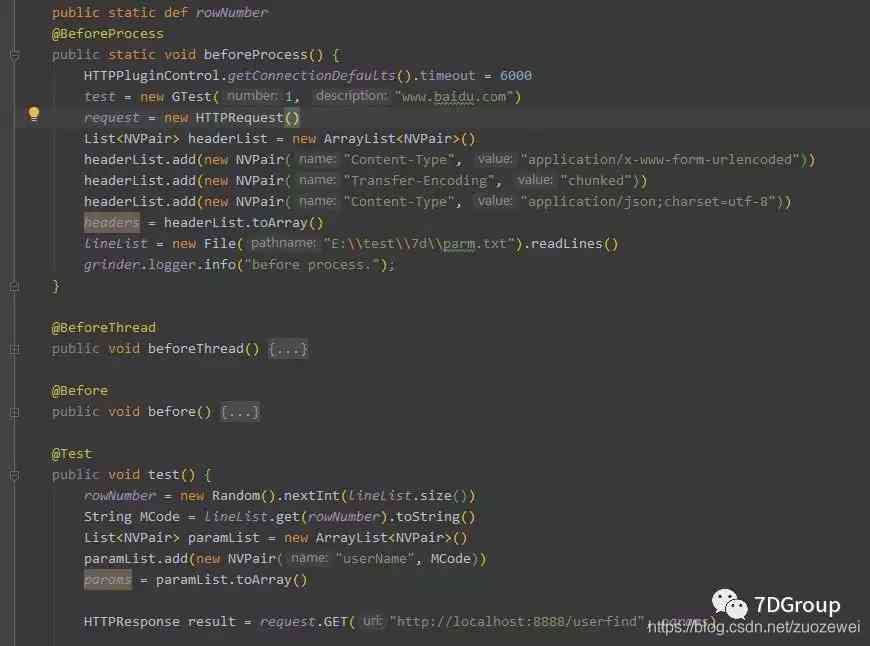 public static def rowNumber
@BeforeProcess
public static void beforeProcess() {
HTTPPluginControl.getConnectionDefaults().timeout = 6000
test = new GTest( number: 1, description: "www.baidu.com")
request = new HTTPRequest()
List<NVPair> headerList = new ArrayList<NVPair>()
headerList.add(new NVPair( name: "Content-Type", value: "application/x-www-form-urlencoded"))
headerList.add(new NVPair( name: "Transfer-Encoding", value: "chunked"))
headerList.add(new NVPair( name: "Content-Type", value: "application/json;charset=utf-8"))
headers = headerList.toArray()
lineList = new File( pathname: "E:\\test\\7d\\parm.txt").readLines()
grinder.logger.info("before process.");
}
@BeforeThread
public void beforeThread() {...}
@Before
public void before() {...}
@Test
public void test() {
rowNumber = new Random().nextInt(lineList.size())
String MCode = lineList.get(rowNumber).toString()
List<NVPair> paramList = new ArrayList<NVPair>()
paramList.add(new NVPair( name: "userName", MCode))
params = paramList.toArray()
HTTPResponse result = request.GET( uri: "http://localhost:8888/userfind", params)
7DGroup
https://blog.csdn.net/zuozewei